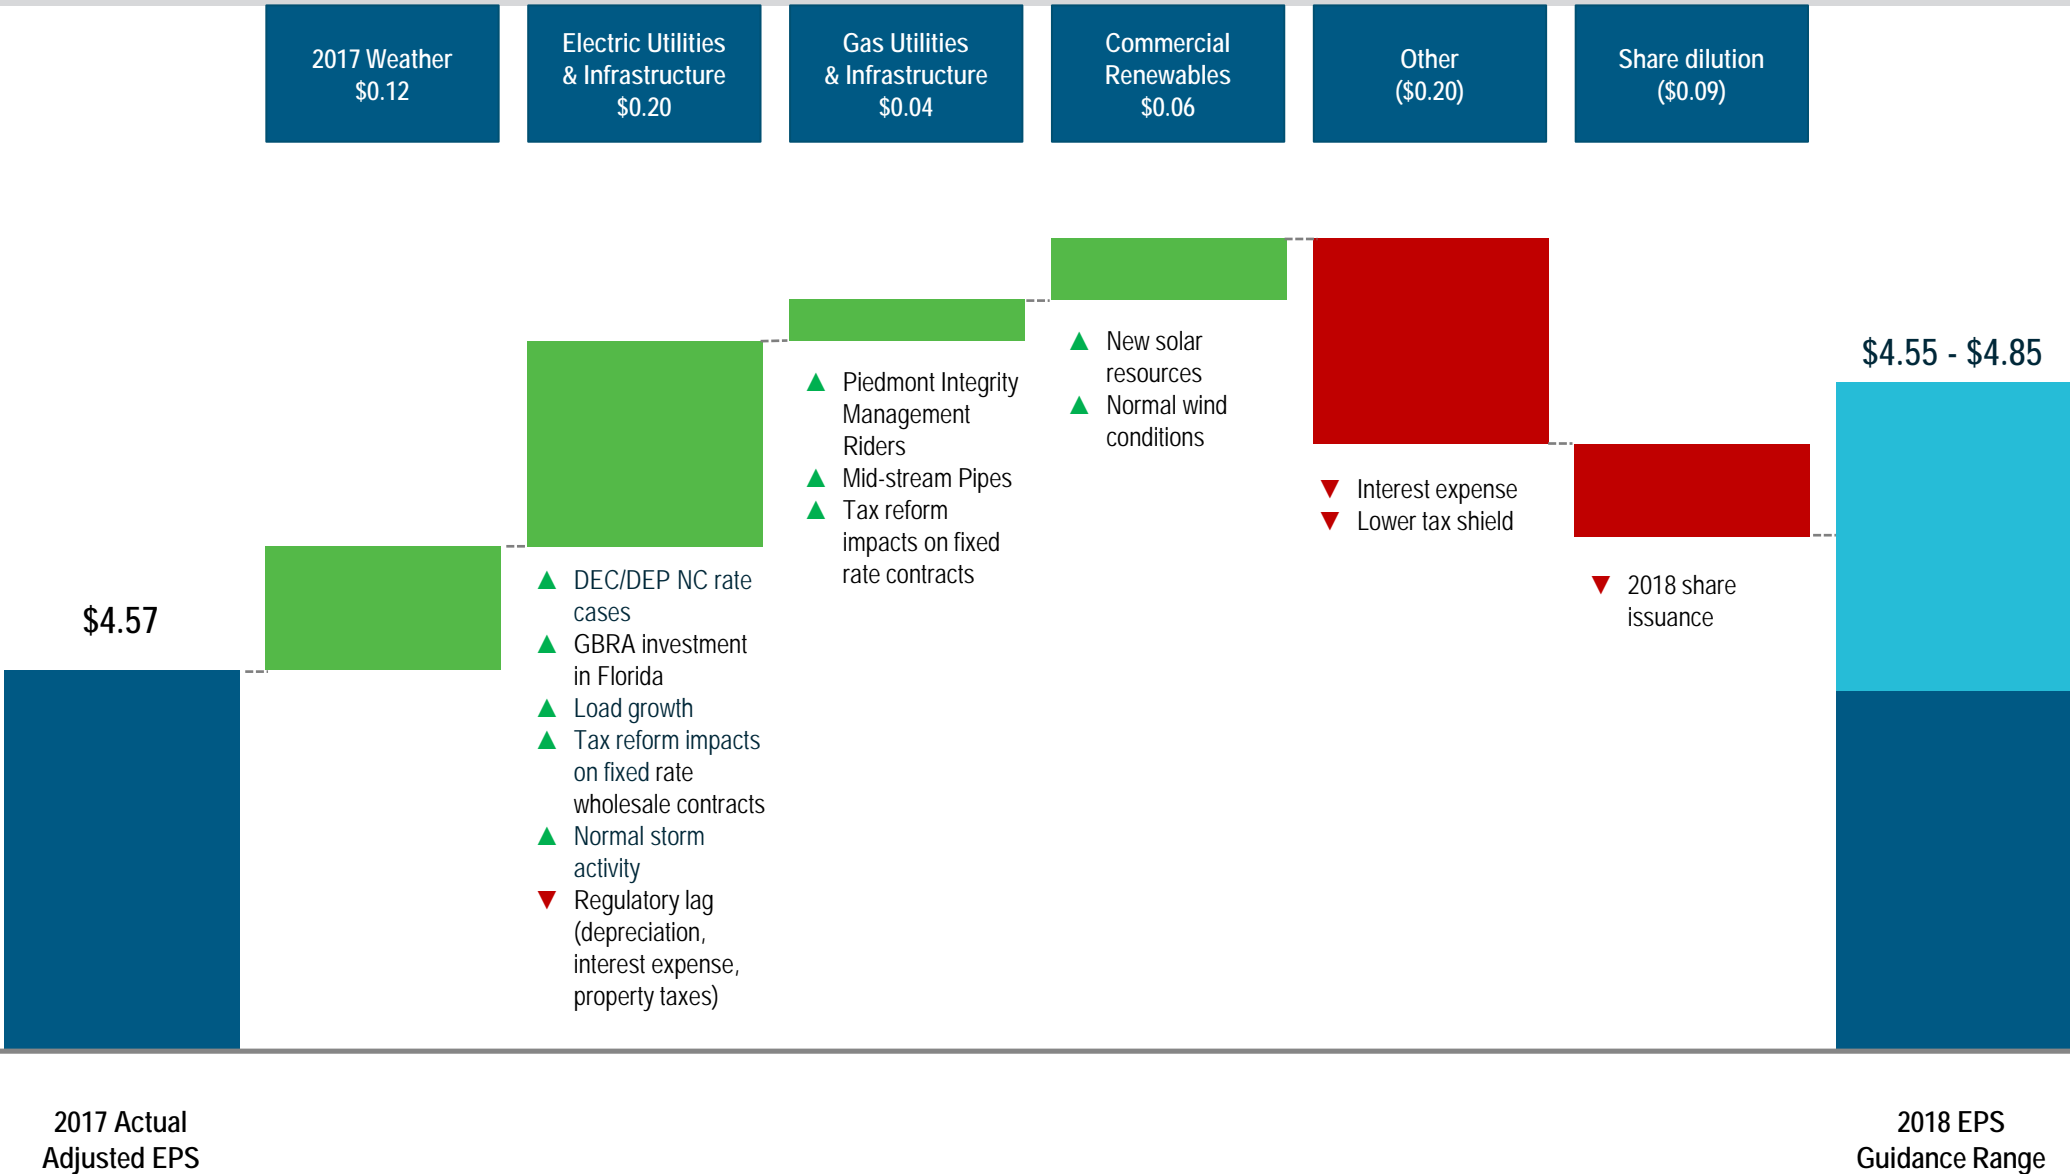 2017 Weather
$0.12
Electric Utilities
& Infrastructure
$0.20
Gas Utilities
& Infrastructure
$0.04
Commercial
Renewables
$0.06
Other
($0.20)
Share dilution
($0.09)
$4.57
▲ DEC/DEP NC rate
cases
▲ GBRA investment
in Florida
▲ Load growth
▲ Tax reform impacts
on fixed rate
wholesale contracts
▲ Normal storm
activity
▼ Regulatory lag
(depreciation,
interest expense,
property taxes)
▲ Piedmont Integrity
Management
Riders
▲ Mid-stream Pipes
▲ Tax reform
impacts on fixed
rate contracts
▲ New solar
resources
▲ Normal wind
conditions
▼ Interest expense
▼ Lower tax shield
▼ 2018 share
issuance
$4.55 - $4.85
2017 Actual
Adjusted EPS
2018 EPS
Guidance Range